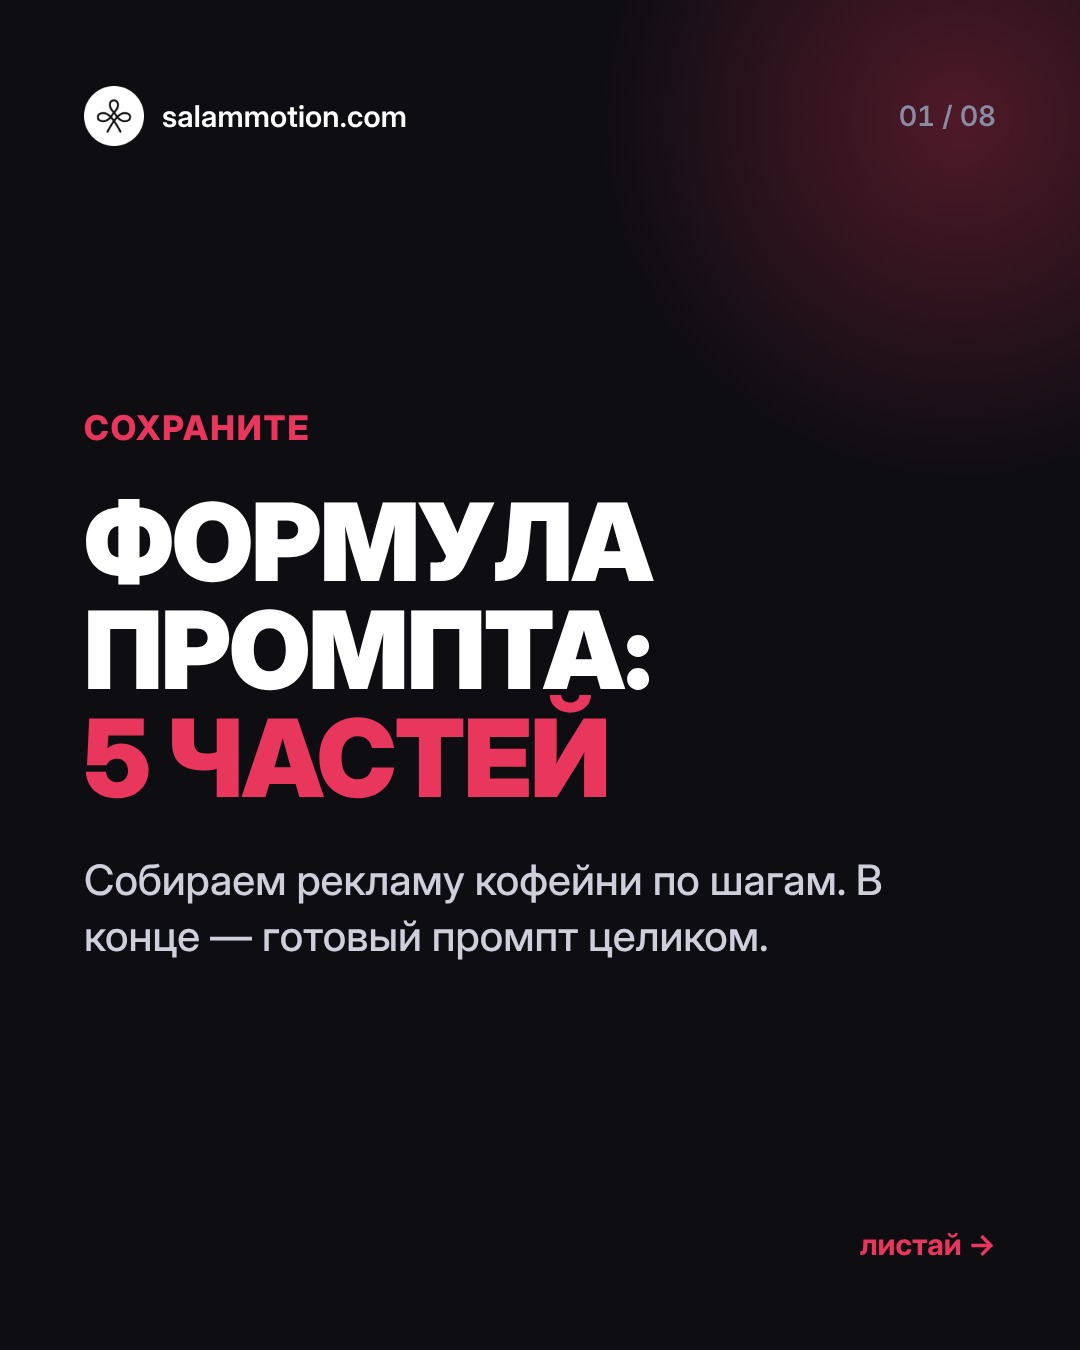 salammotion.com
01 / 08
СОХРАНИТЕ
ФОРМУЛА
ПРОМПТА:
5 ЧАСТЕЙ
Собираем рекламу кофейни по шагам. В
конце — готовый промпт целиком.
листай →